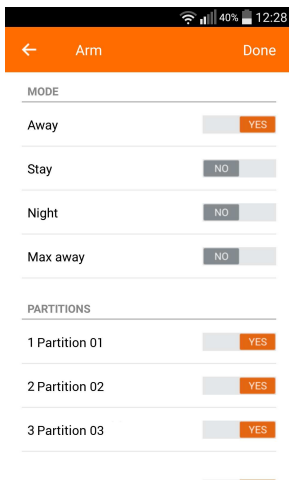 40% 12:28
Arm Done
MODE
Away YES
Stay NO
Night NO
Max away NO
PARTITIONS
1 Partition 01 YES
2 Partition 02 YES
3 Partition 03 YES